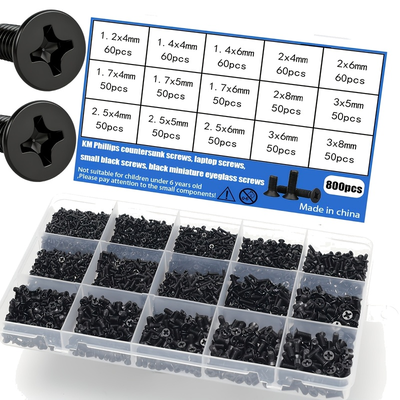 1. 2x4mm 60pcs
1. 4x4mm 60pcs
1. 4x6mm 60pcs
2x4mm 60pcs
2x6mm 60pcs
1. 7x4mm 50pcs
1. 7x5mm 50pcs
1. 7x6mm 50pcs
2x8mm 50pcs
3x5mm 50pcs
2. 5x4mm 50pcs
2. 5x5mm 50pcs
2. 5x6mm 50pcs
3x6mm 50pcs
3x8mm 50pcs
KM Phillips countersunk screws, laptop screws,
small black screws, black miniature eyeglass screws
Not suitable for children under 6 years old
Please pay attention to the small components!
800pcs
Made in china